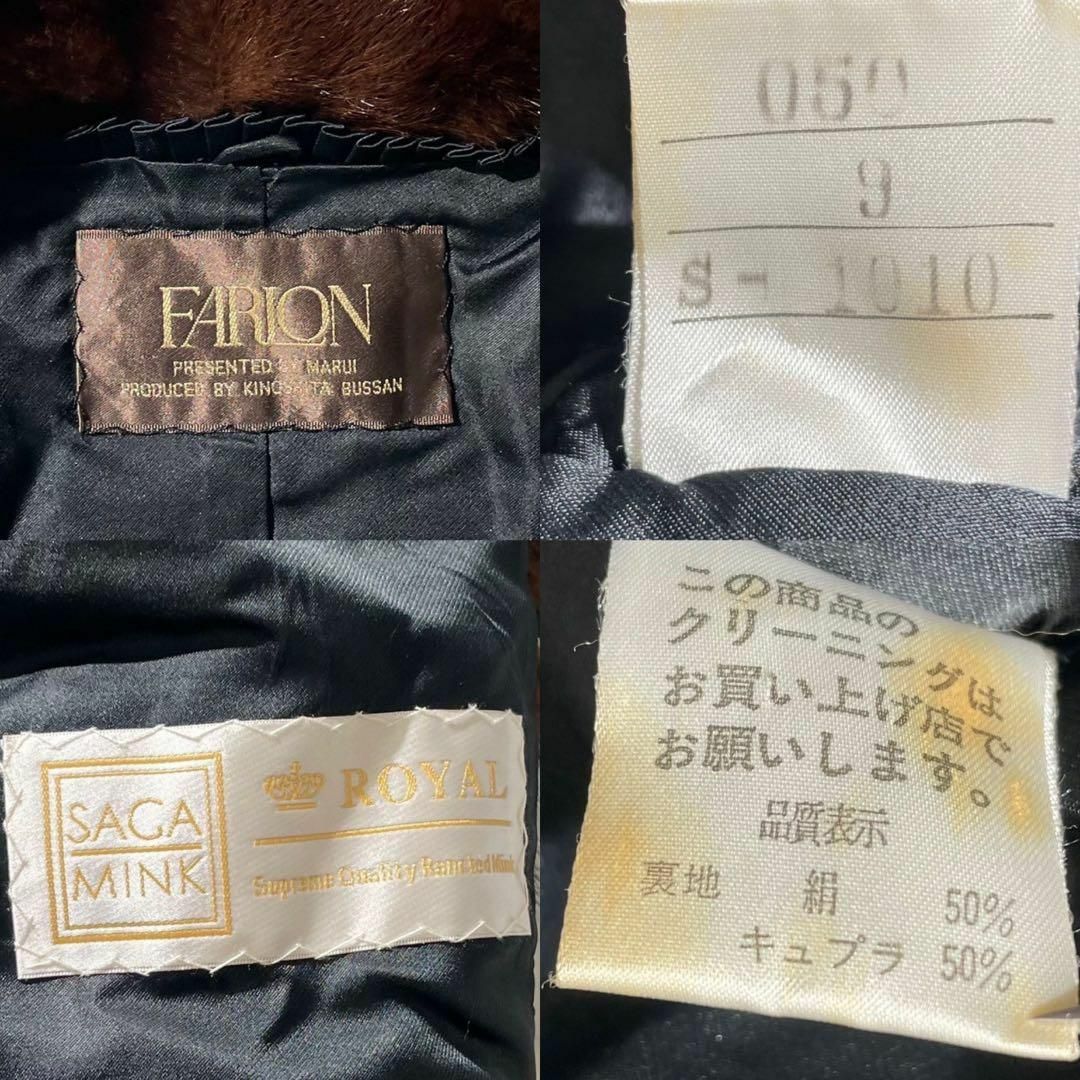 FARLON
PRESENTED BY MARUI
PRODUCED BY KINOSHITA BUSSAN
050
9
S-1010
SAGA
MINK
ROYAL
Supreme Quality Ranched Mink
この商品の
クリーニングは
お買い上げ店で
お願いします。
品質表示
裏地 絹 50%
キュプラ 50%